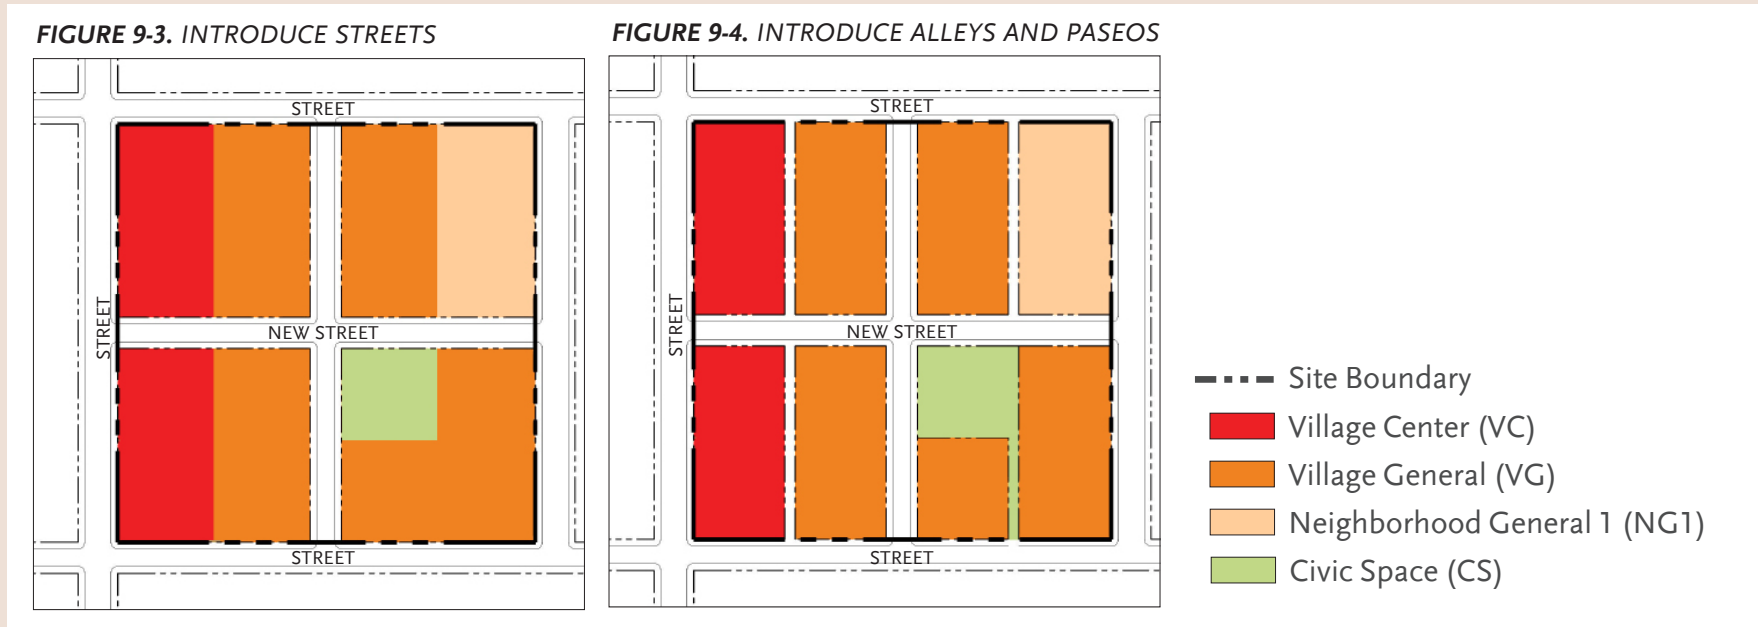 FIGURE 9-3. INTRODUCE STREETS
STREET
STREET
NEW STREET
STREET
FIGURE 9-4. INTRODUCE ALLEYS AND PASEOS
STREET
STREET
NEW STREET
STREET
Site Boundary
Village Center (VC)
Village General (VG)
Neighborhood General 1 (NG1)
Civic Space (CS)